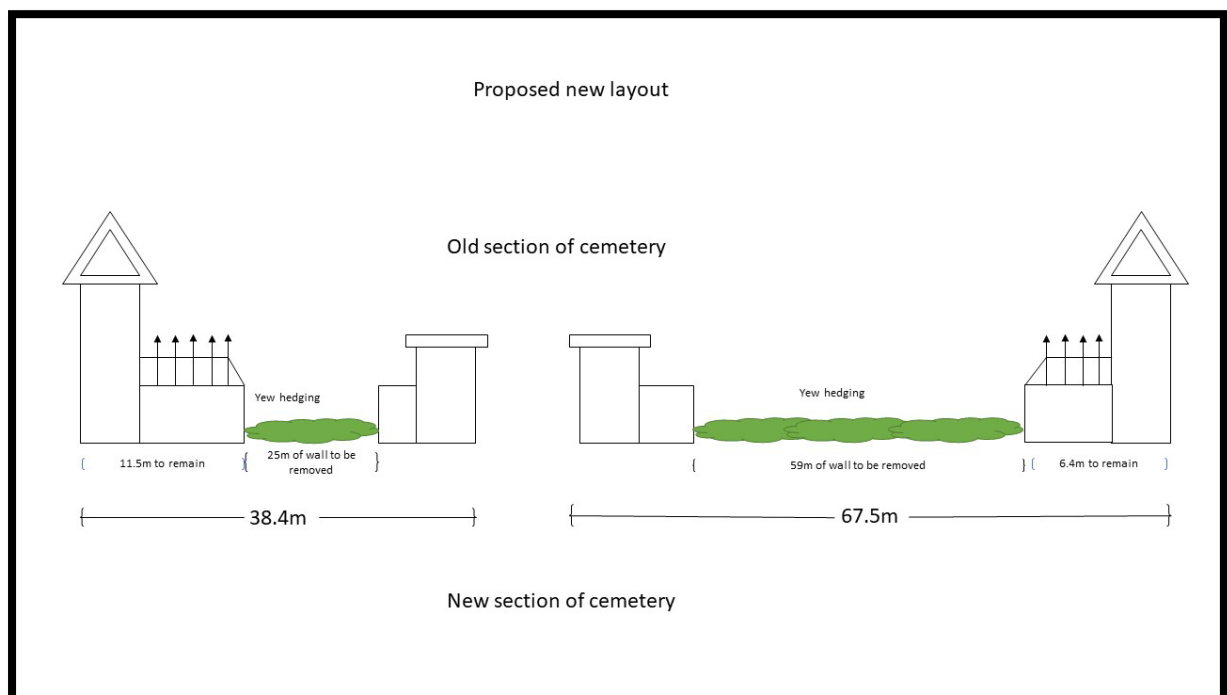 Proposed new layout
Old section of cemetery
Yew hedging
Yew hedging
11.5m to remain
25m of wall to be
removed
59m of wall to be removed
6.4m to remain
38.4m
67.5m
New section of cemetery